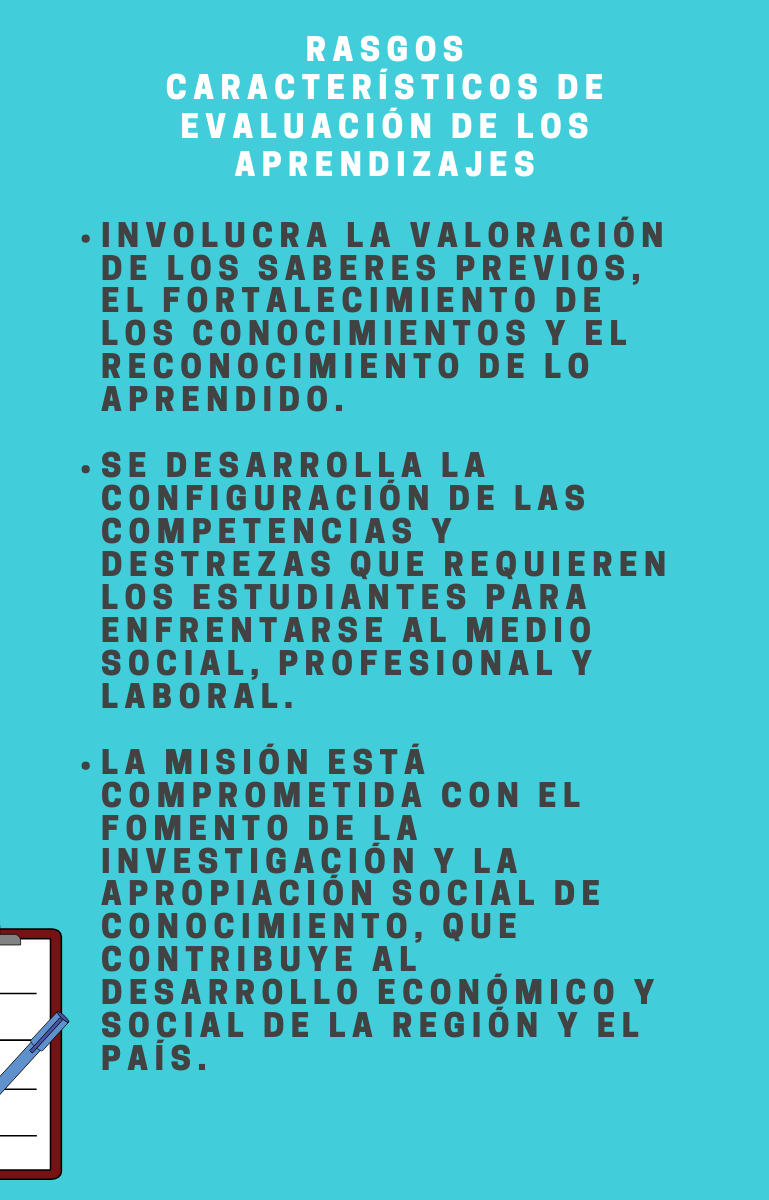 RASGOS
CARACTERÍSTICOS DE
EVALUACIÓN DE LOS
APRENDIZAJES
• INVOLUCRA LA VALORACIÓN
DE LOS SABERES PREVIOS,
EL FORTALECIMIENTO DE
LOS CONOCIMIENTOS Y EL
RECONOCIMIENTO DE LO
APRENDIDO.
• SE DESARROLLA LA
CONFIGURACIÓN DE LAS
COMPETENCIAS Y
DESTREZAS QUE REQUIEREN
LOS ESTUDIANTES PARA
ENFRENTARSE AL MEDIO
SOCIAL, PROFESIONAL Y
LABORAL.
• LA MISIÓN ESTÁ
COMPROMETIDA CON EL
FOMENTO DE LA
INVESTIGACIÓN Y LA
APROPIACIÓN SOCIAL DE
CONOCIMIENTO, QUE
CONTRIBUYE AL
DESARROLLO ECONÓMICO Y
SOCIAL DE LA REGIÓN Y EL
PAÍS.